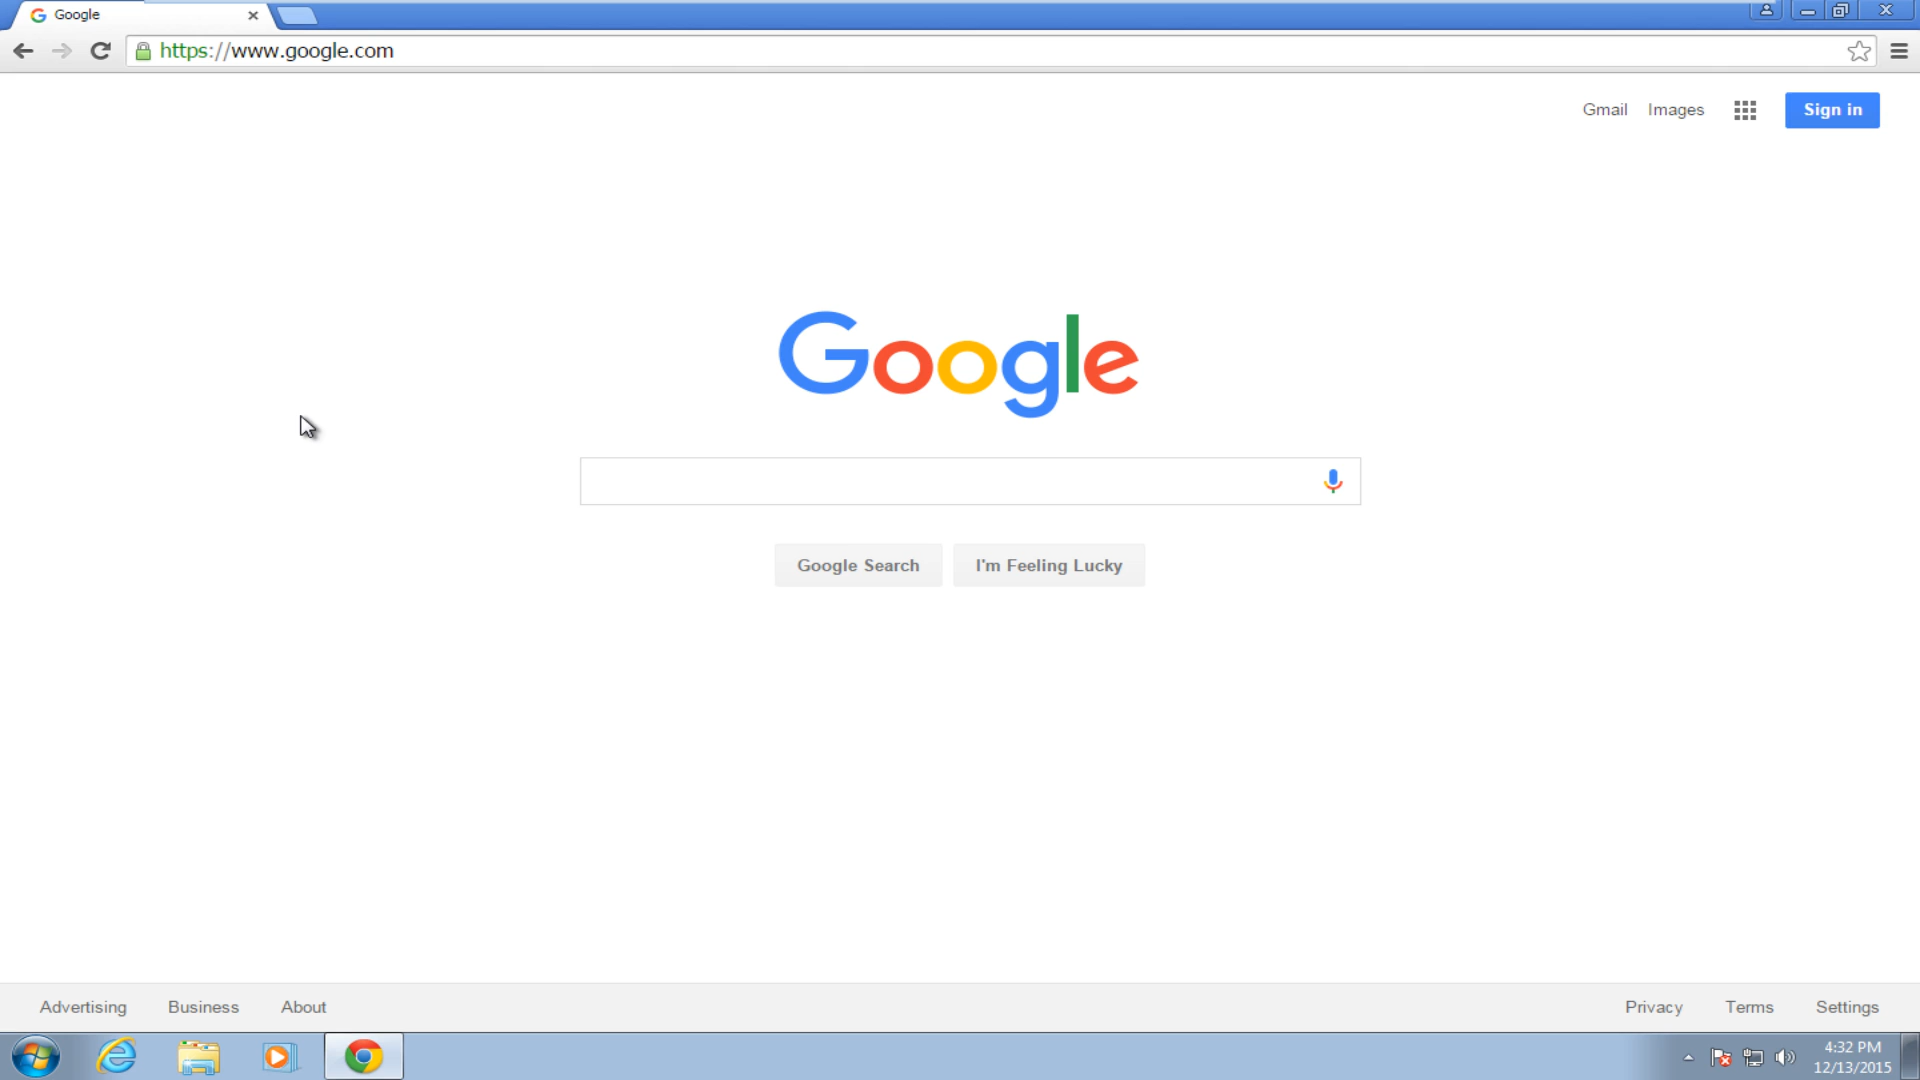 Google
https://www.google.com
Gmail Images Sign in
Google
Google Search I'm Feeling Lucky
Advertising Business About Privacy Terms Settings
4:32 PM
12/13/2015